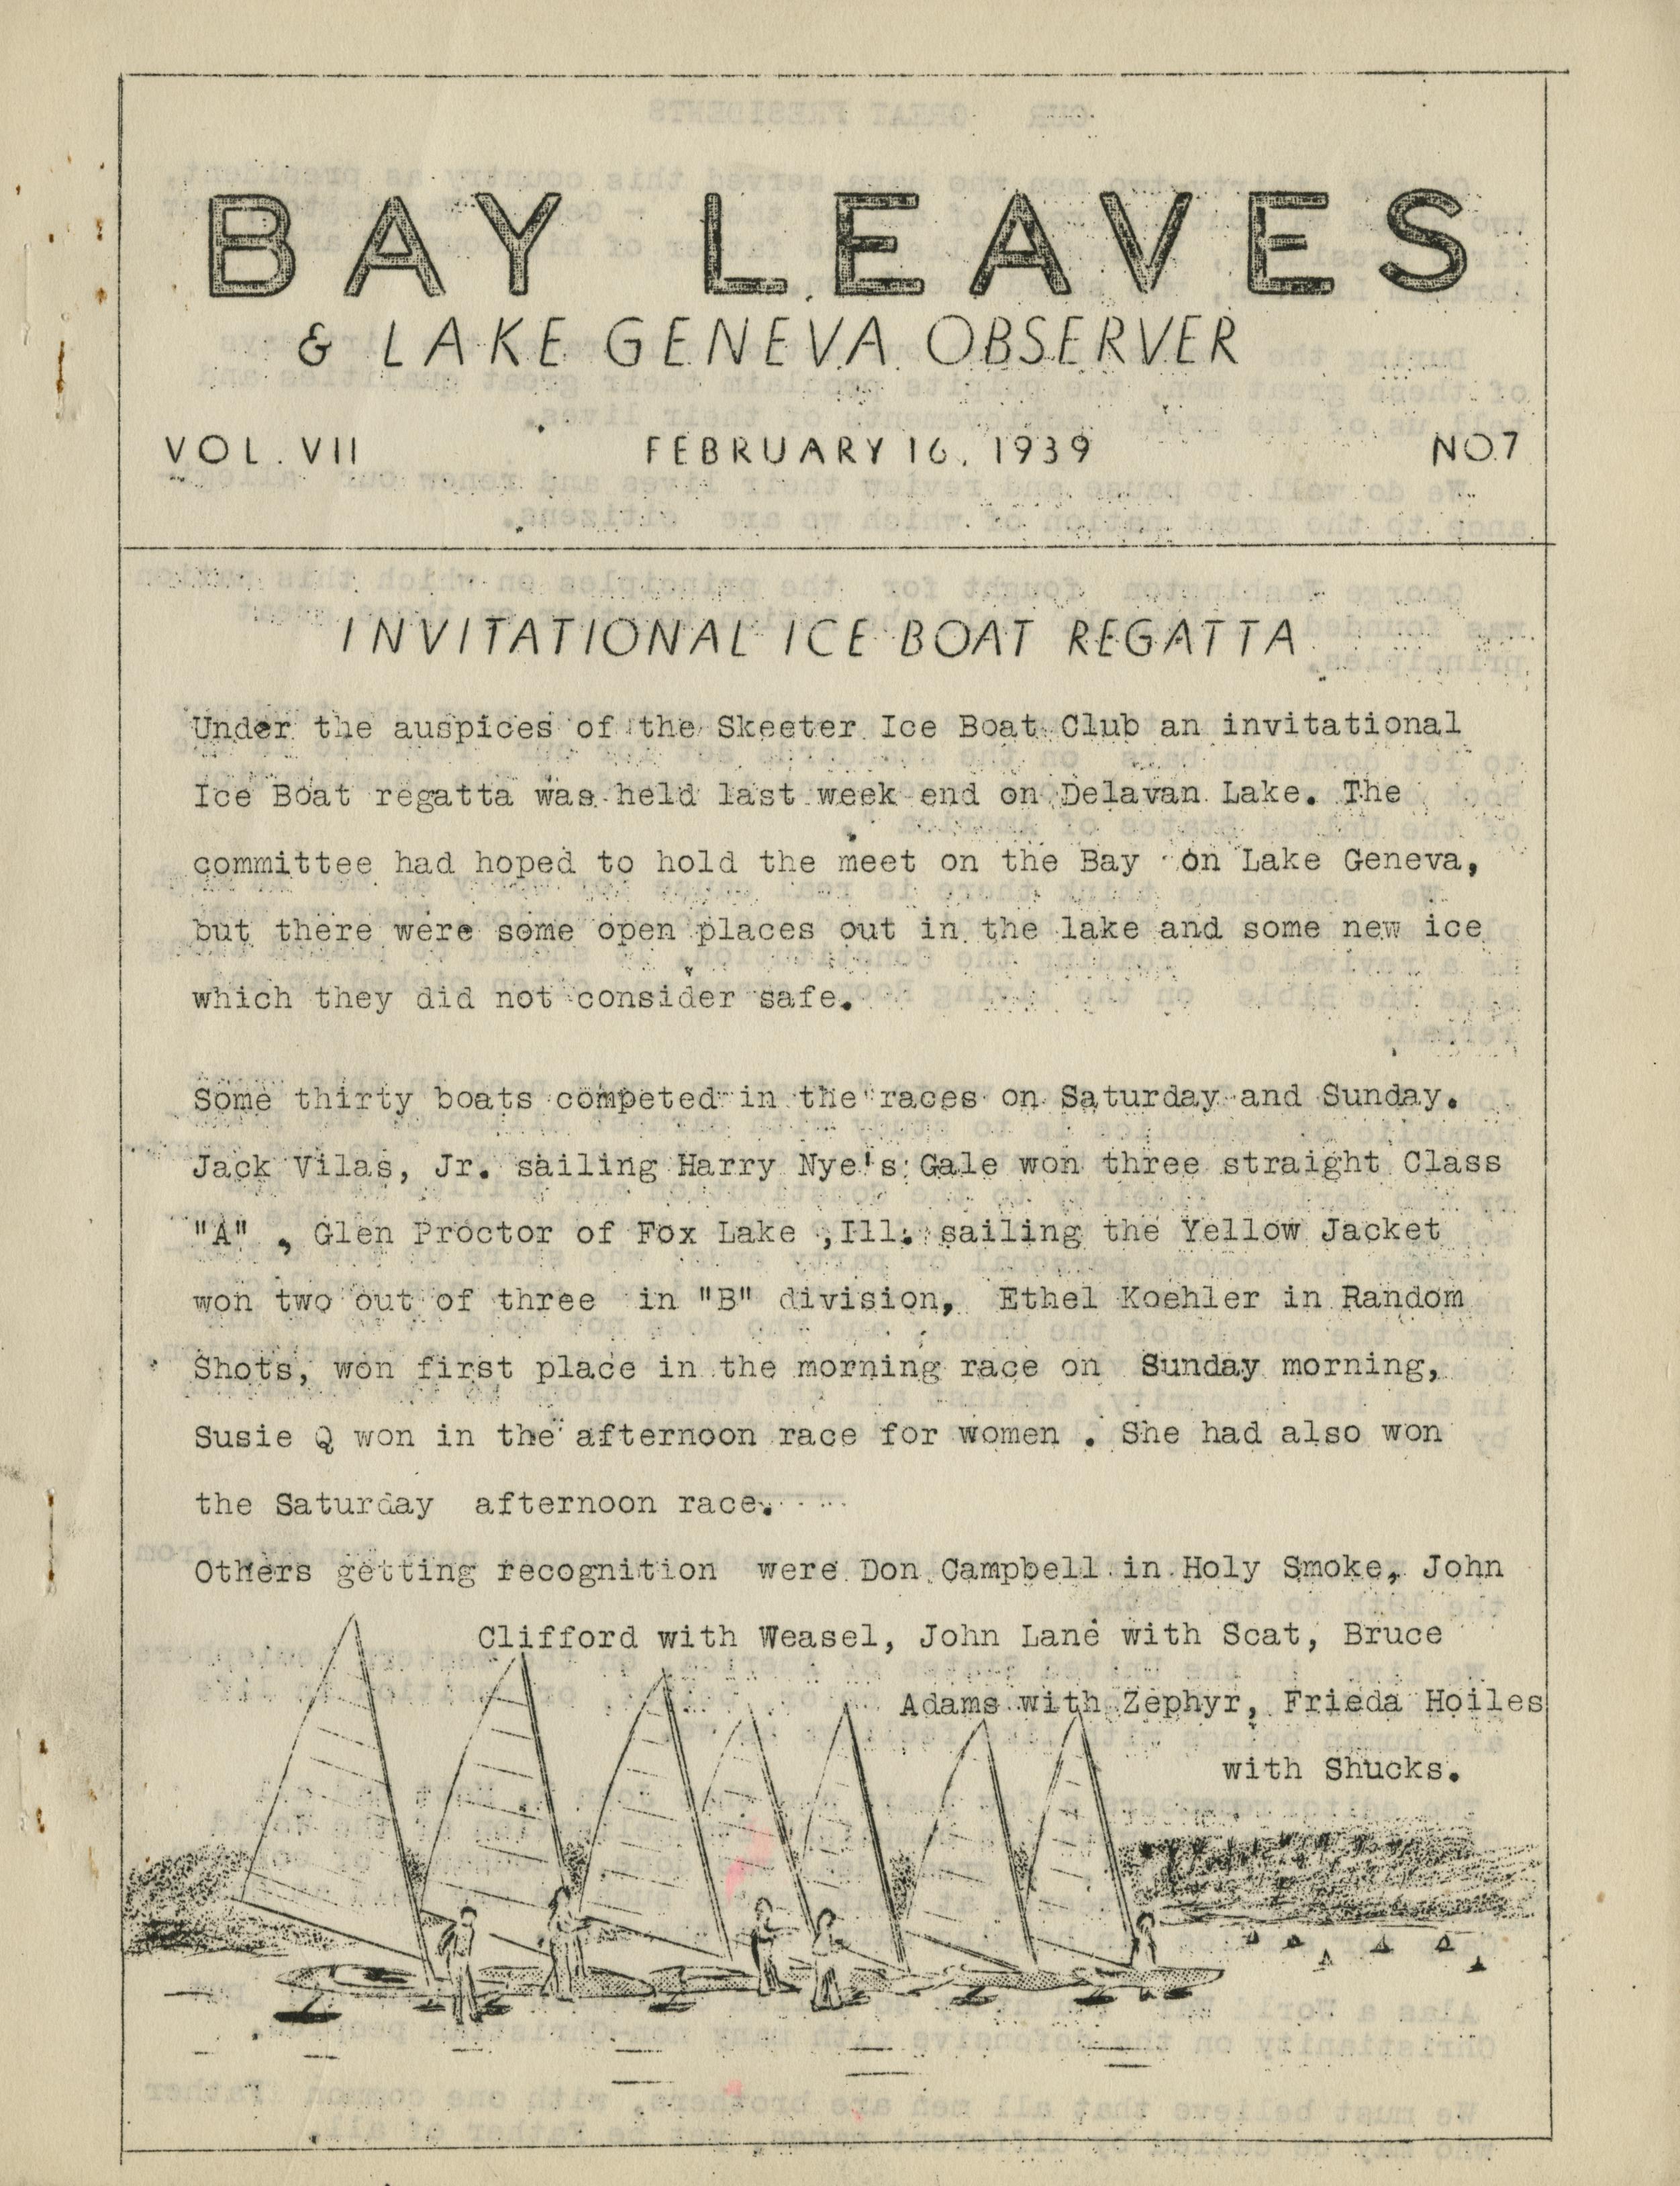 BAY LEAVES
& LAKE GENEVA OBSERVER
VOL. VII FEBRUARY 16, 1939 NO.7
INVITATIONAL ICE BOAT REGATTA
Under the auspices of the Skeeter Ice Boat Club an invitational
Ice Boat regatta was held last week end on Delavan Lake. The
committee had hoped to hold the meet on the Bay on Lake Geneva,
but there were some open places out in the lake and some new ice
which they did not consider safe.
Some thirty boats competed in the races on Saturday and Sunday.
Jack Vilas, Jr. sailing Harry Nye's Gale won three straight Class
"A" , Glen Proctor of Fox Lake ,Ill. sailing the Yellow Jacket
won two out of three in "B" division, Ethel Koehler in Random
Shots, won first place in the morning race on Sunday morning,
Susie Q won in the afternoon race for women . She had also won
the Saturday afternoon race.
Others getting recognition were Don Campbell in Holy Smoke, John
Clifford with Weasel, John Lane with Scat, Bruce
Adams with Zephyr, Frieda Hoiles
with Shucks.